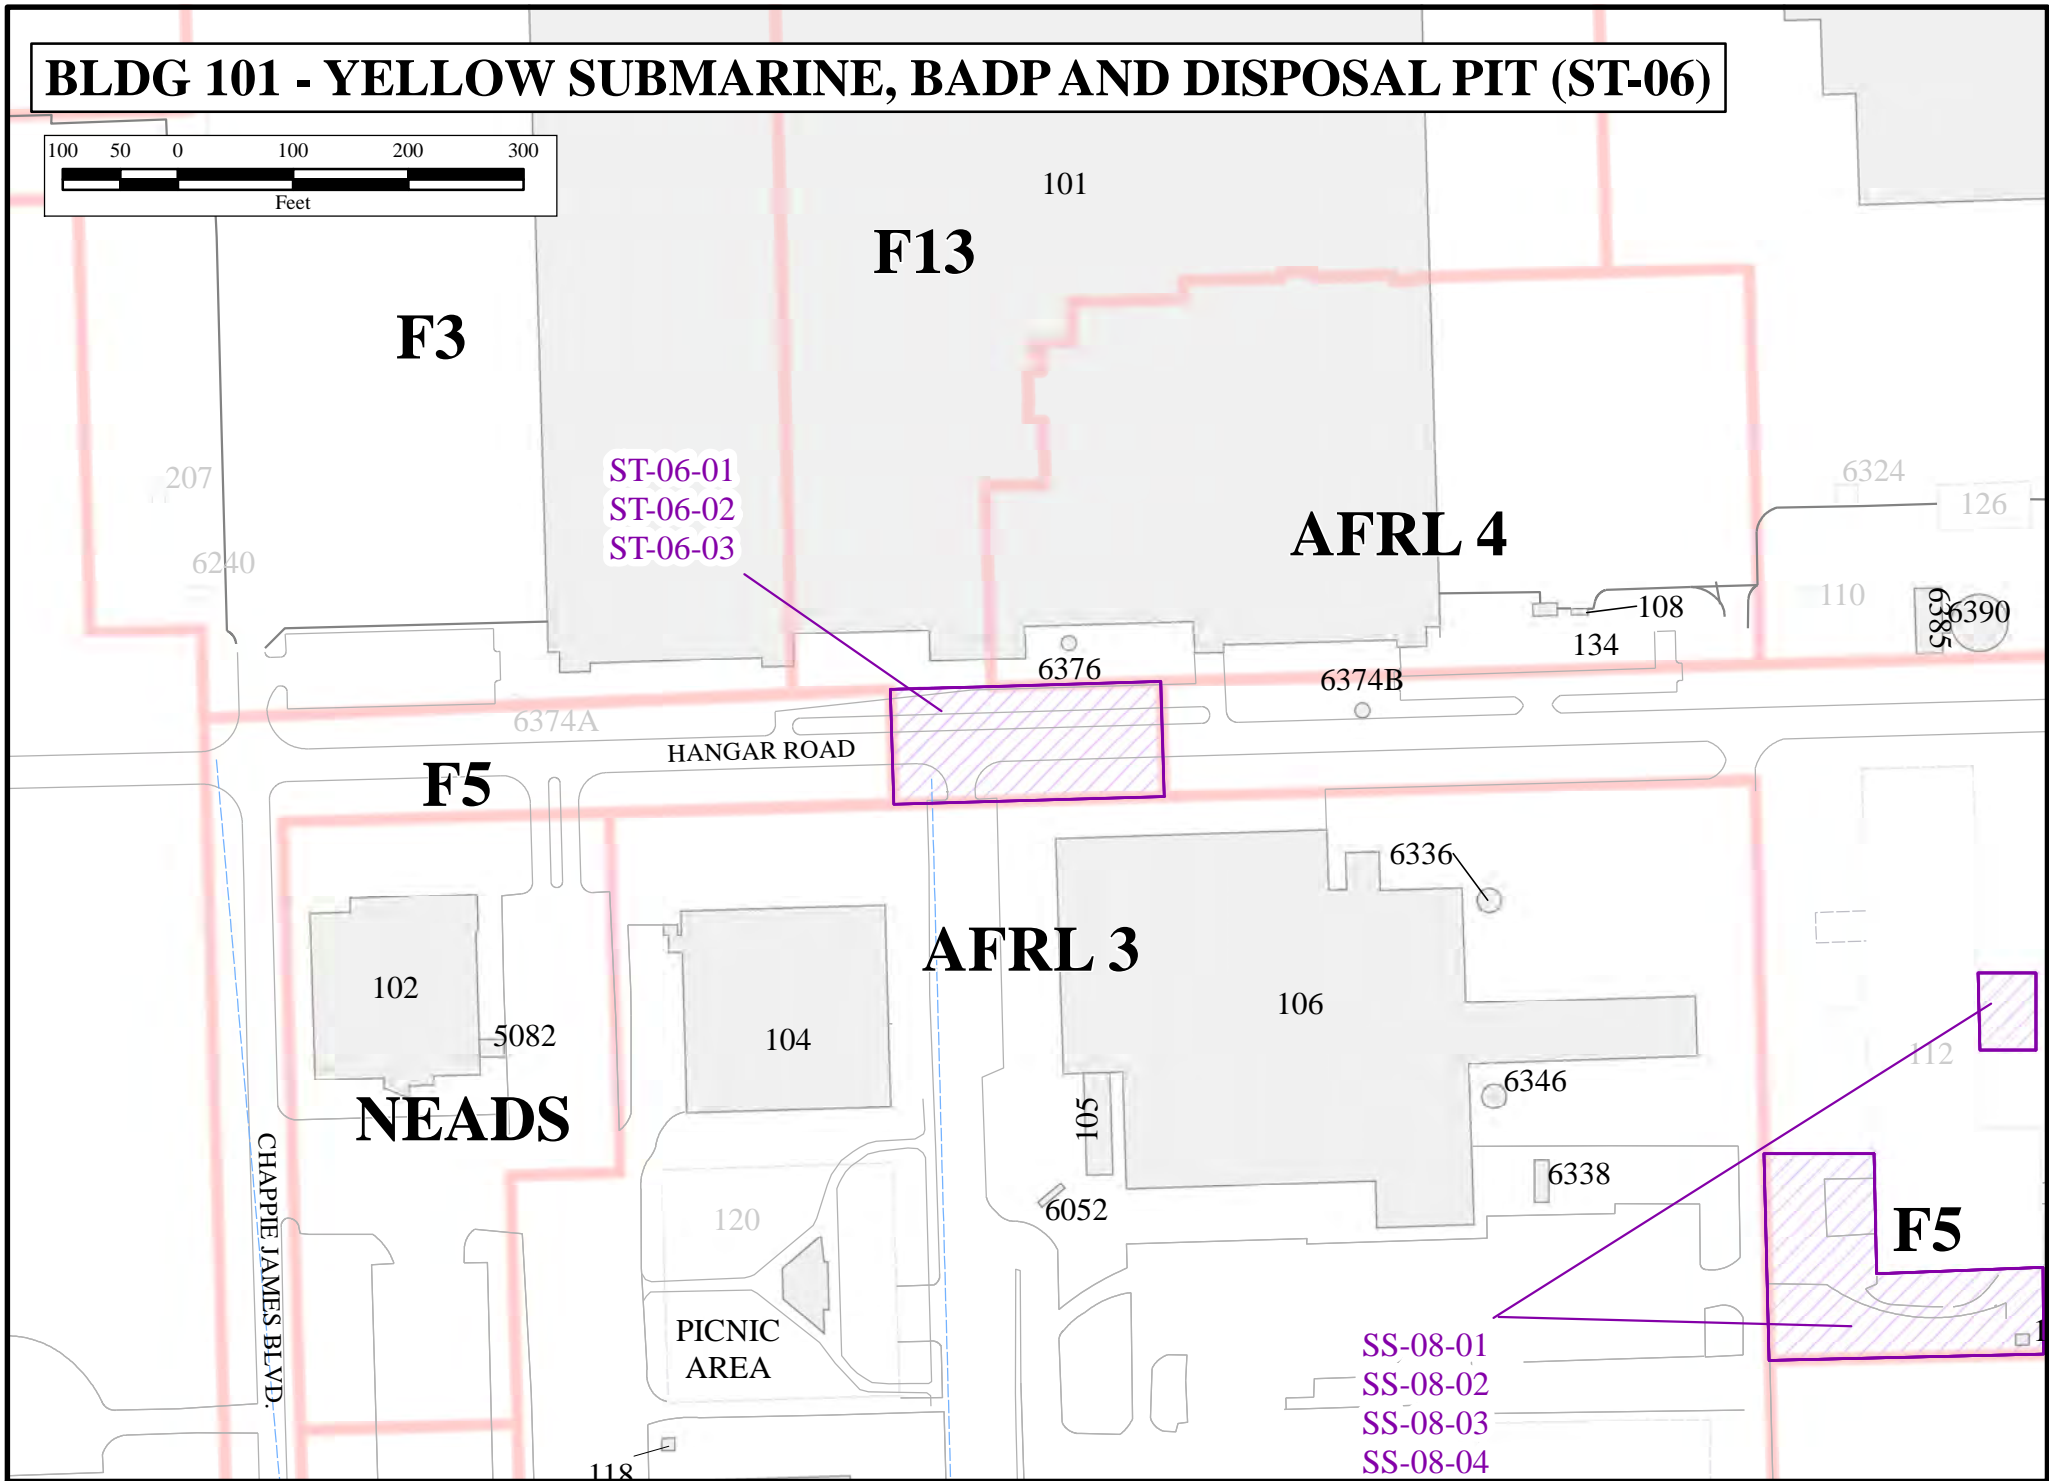 BLDG 101 - YELLOW SUBMARINE, BADP AND DISPOSAL PIT (ST-06)
100 50 0 100 200 300
Feet
101
F13
F3
ST-06-01
ST-06-02
ST-06-03
207
6240
AFRL 4
6324
126
110
6385
6390
108
134
6376
6374B
6374A
HANGAR ROAD
F5
6336
AFRL 3
102
5082
104
106
112
NEADS
105
6346
6338
6052
120
CHAPPIE JAMES BLVD.
F5
PICNIC
AREA
SS-08-01
SS-08-02
SS-08-03
SS-08-04
118